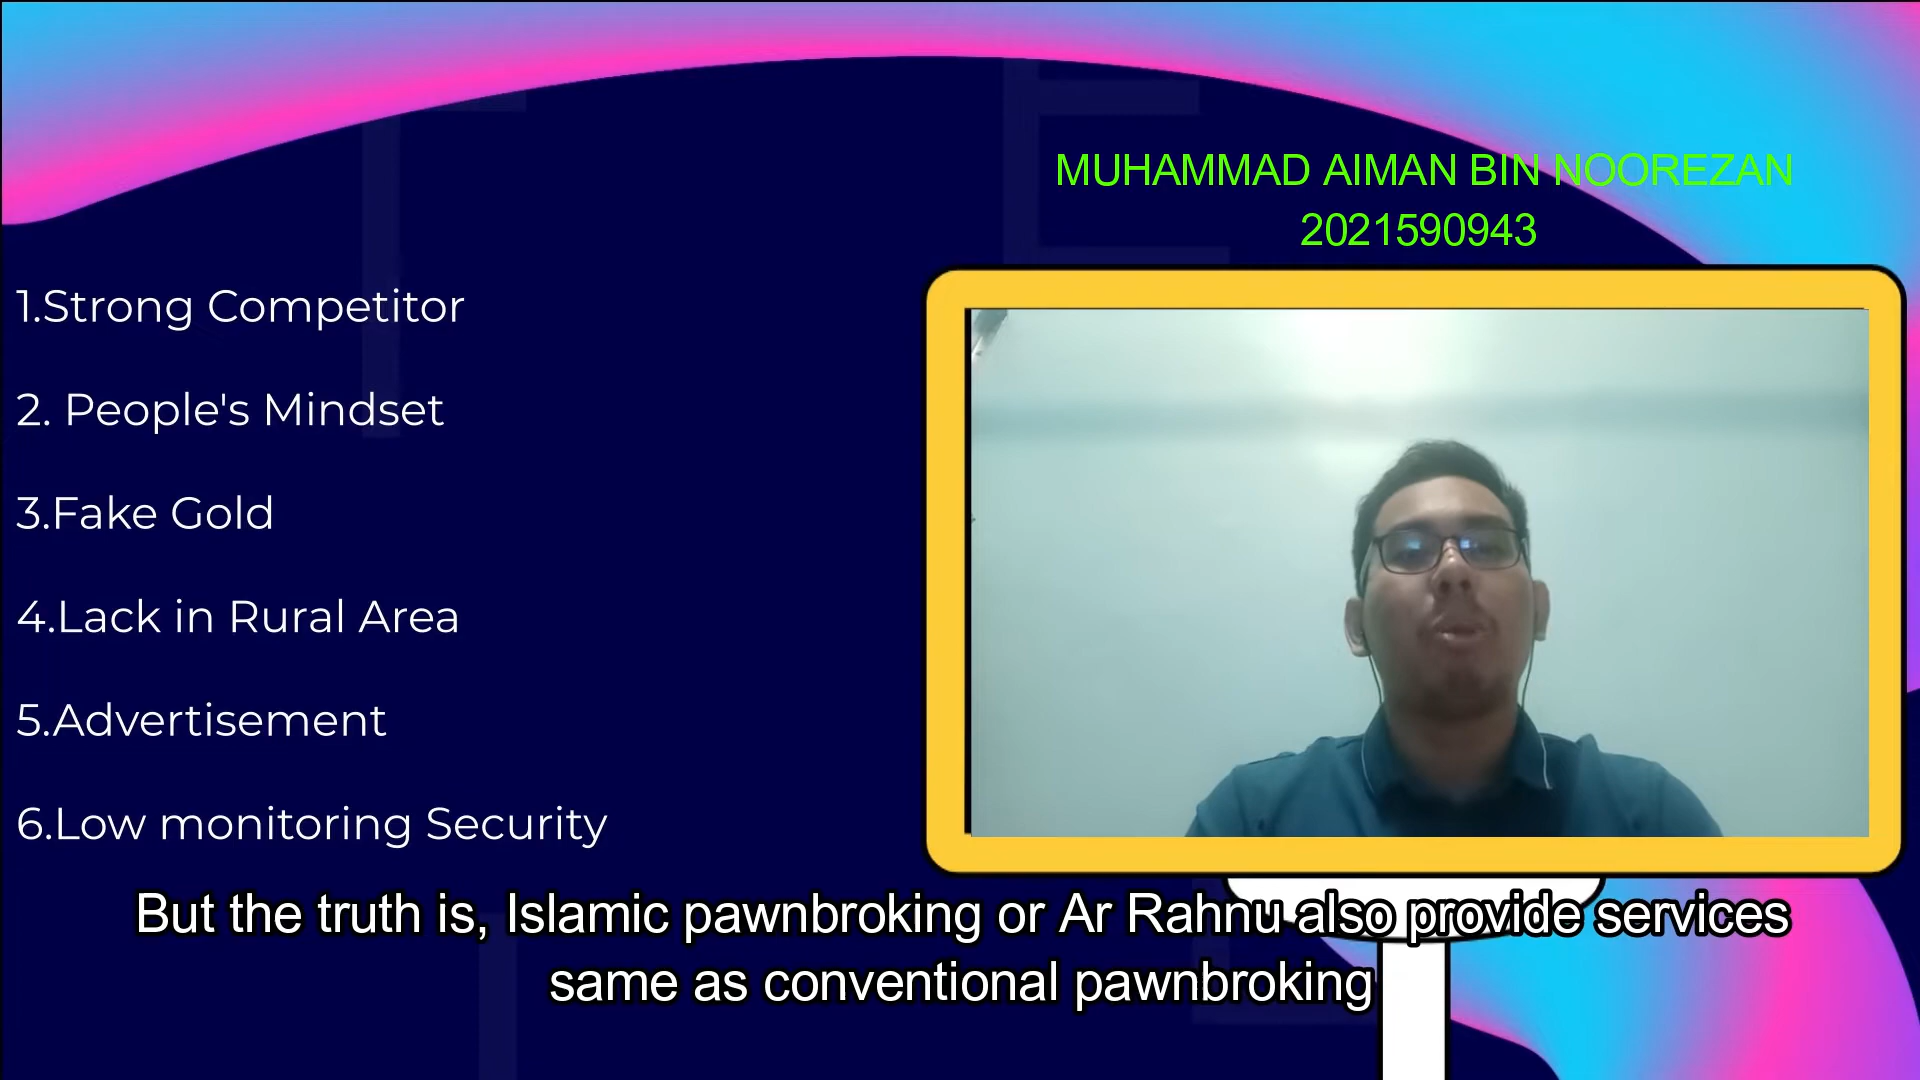 MUHAMMAD AIMAN BIN NOOREZAN
2021590943
1.Strong Competitor
2. People's Mindset
3.Fake Gold
4.Lack in Rural Area
5.Advertisement
6.Low monitoring Security
But the truth is, Islamic pawnbroking or Ar Rahnu also provide services
same as conventional pawnbroking